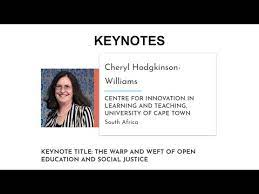 KEYNOTES
Cheryl Hodgkinson-
Williams
CENTRE FOR INNOVATION IN
LEARNING AND TEACHING,
UNIVERSITY OF CAPE TOWN
South Africa
KEYNOTE TITLE: THE WARP AND WEFT OF OPEN
EDUCATION AND SOCIAL JUSTICE